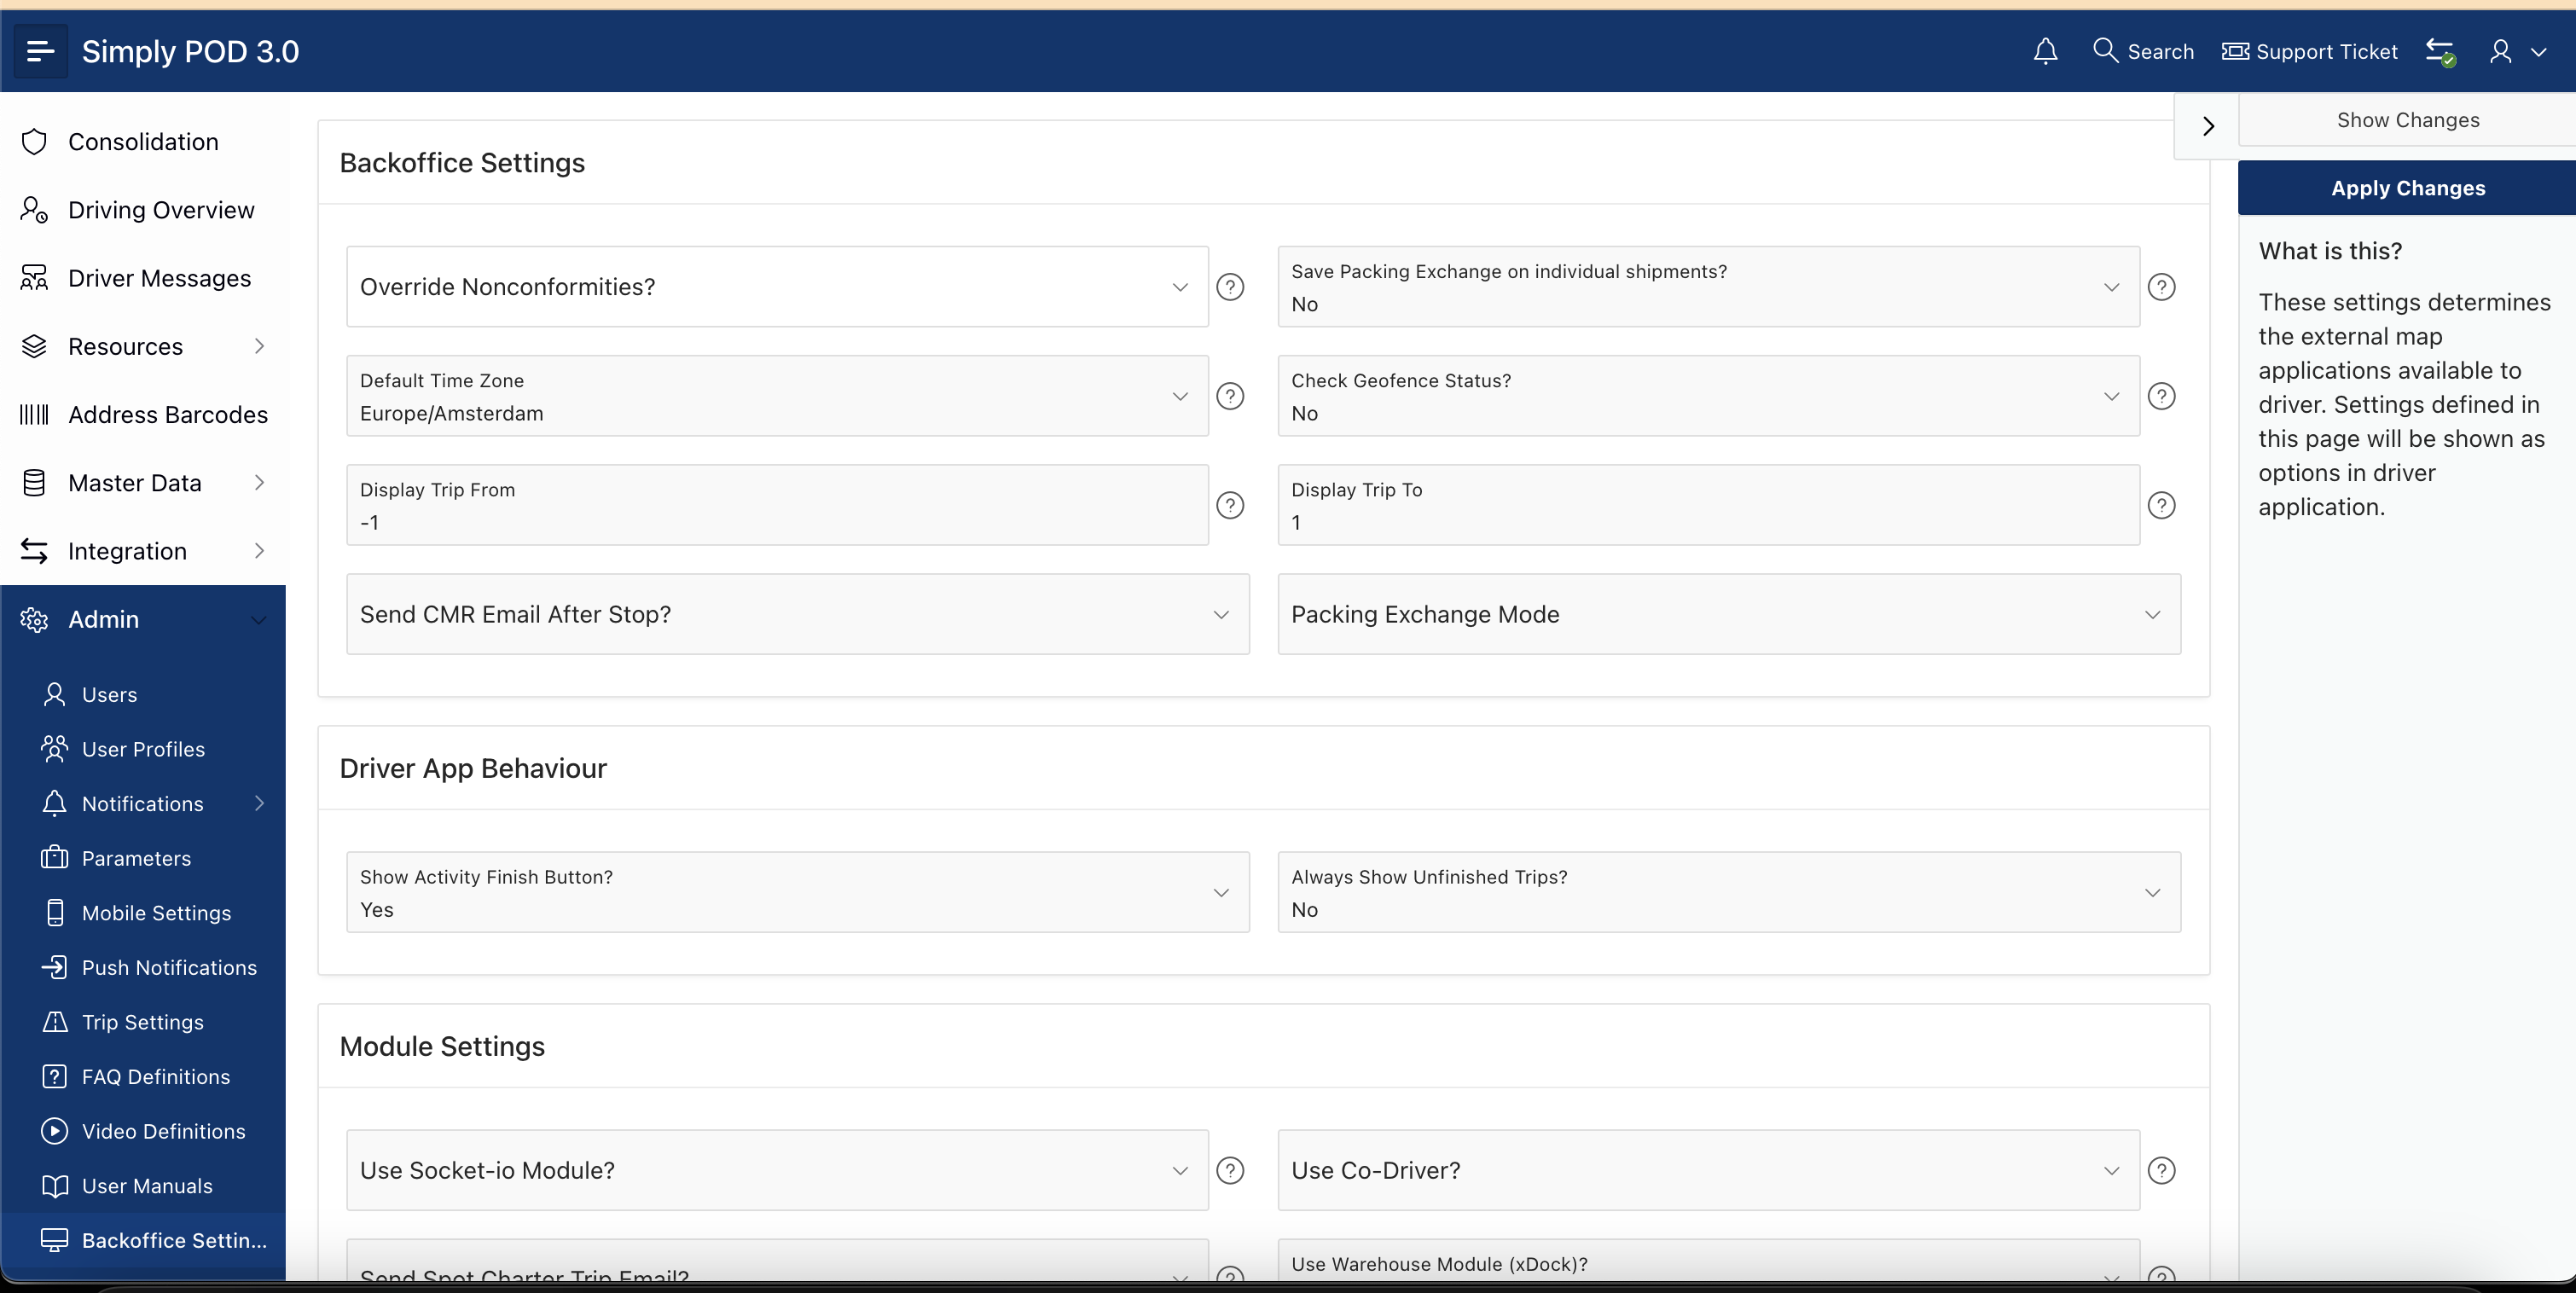 Simply POD 3.0
Search
Support Ticket
Consolidation
Driving Overview
Driver Messages
Resources
Address Barcodes
Master Data
Integration
Admin
Users
User Profiles
Notifications
Parameters
Mobile Settings
Push Notifications
Trip Settings
FAQ Definitions
Video Definitions
User Manuals
Backoffice Settin...
Backoffice Settings
Override Nonconformities?
Save Packing Exchange on individual shipments?
No
Default Time Zone
Europe/Amsterdam
Check Geofence Status?
No
Display Trip From
-1
Display Trip To
1
Send CMR Email After Stop?
Packing Exchange Mode
Driver App Behaviour
Show Activity Finish Button?
Yes
Always Show Unfinished Trips?
No
Module Settings
Use Socket-io Module?
Use Co-Driver?
Send Spot Charter Trip Email?
Use Warehouse Module (xDock)?
Show Changes
Apply Changes
What is this?
These settings determines
the external map
applications available to
driver. Settings defined in
this page will be shown as
options in driver
application.